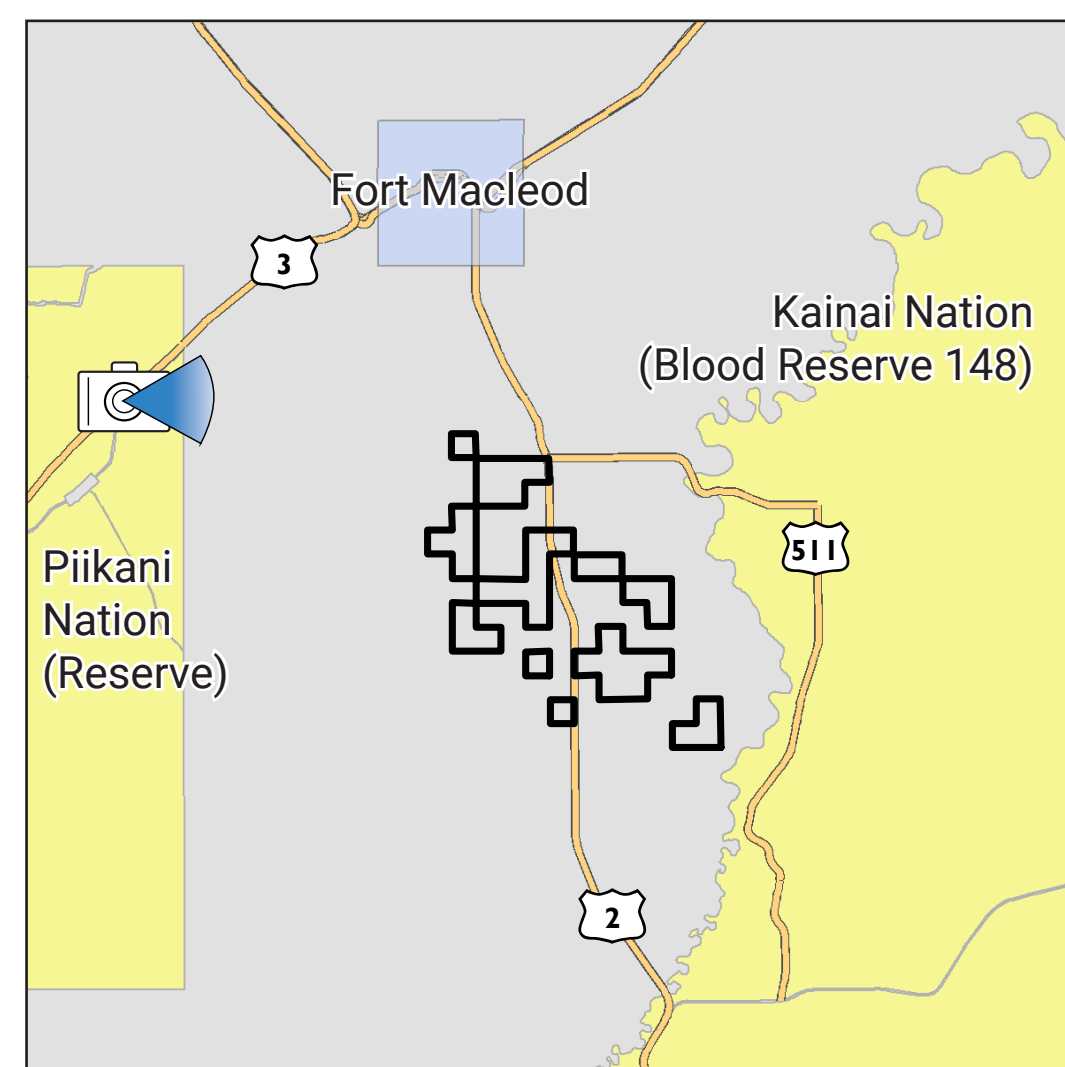 Fort Macleod
3
Kainai Nation
(Blood Reserve 148)
511
Piikani
Nation
(Reserve)
2